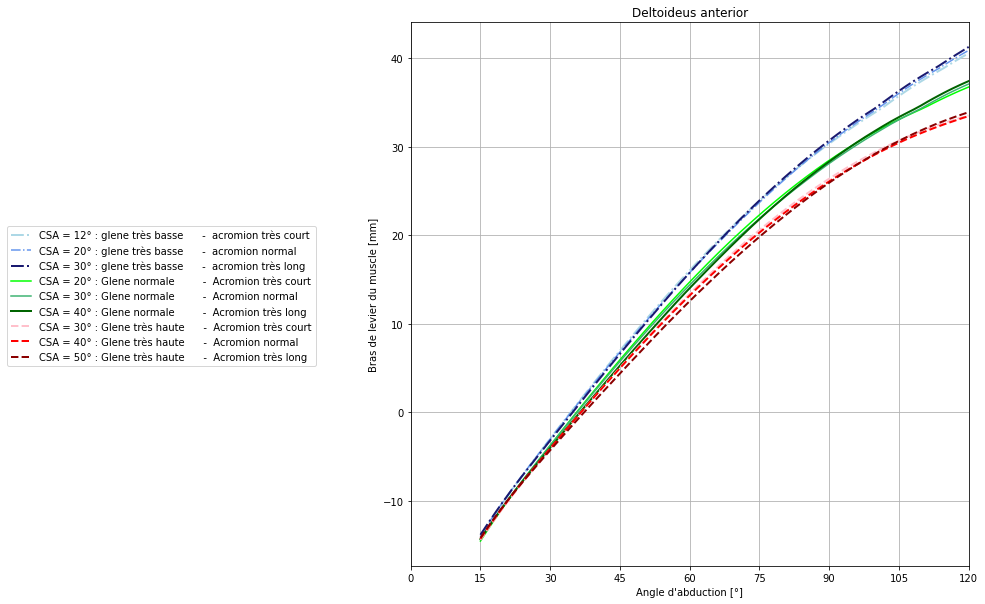 Deltoideus anterior
CSA = 12° : glene très basse - acromion très court
CSA = 20° : glene très basse - acromion normal
CSA = 30° : glene très basse - acromion très long
CSA = 20° : Glene normale - Acromion très court
CSA = 30° : Glene normale - Acromion normal
CSA = 40° : Glene normale - Acromion très long
CSA = 30° : Glene très haute - Acromion très court
CSA = 40° : Glene très haute - Acromion normal
CSA = 50° : Glene très haute - Acromion très long
Bras de levier du muscle [mm]
40
30
20
10
0
−10
0 15 30 45 60 75 90 105 120
Angle d'abduction [°]